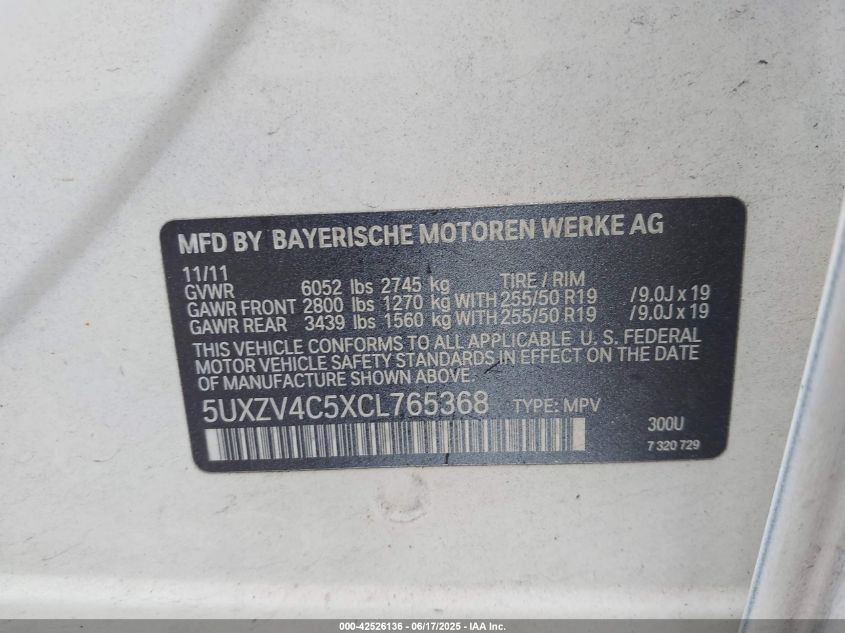 MFD BY BAYERISCHE MOTOREN WERKE AG
11/11 TIRE / RIM
GVWR 6052 lbs 2745 kg
GAWR FRONT 2800 lbs 1270 kg WITH 255/50 R19 /9.0J x 19
GAWR REAR 3439 lbs 1560 kg WITH 255/50 R19 /9.0J x 19
THIS VEHICLE CONFORMS TO ALL APPLICABLE U. S. FEDERAL
MOTOR VEHICLE SAFETY STANDARDS IN EFFECT ON THE DATE
OF MANUFACTURE SHOWN ABOVE.
5UXZV4C5XCL765368 TYPE: MPV
300U
7 320 729
000-42526136 - 06/17/2025 - IAA Inc.